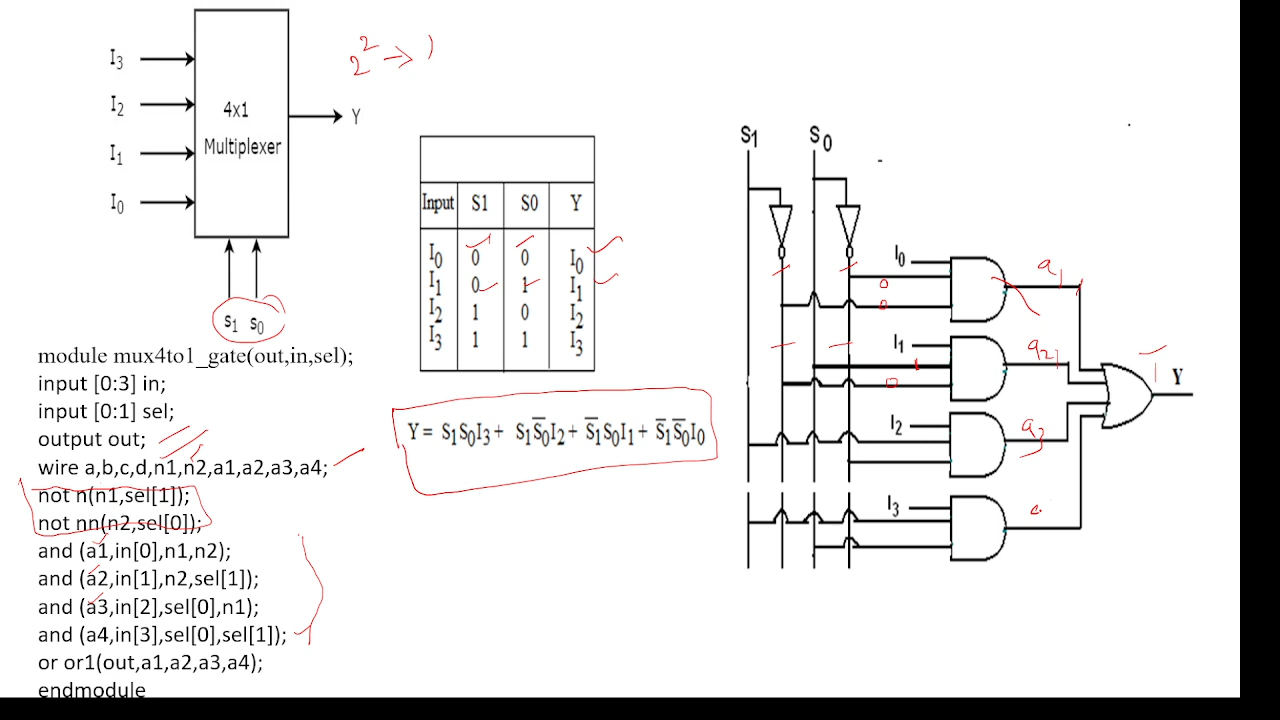 I3
I2
I1
I0
4x1
Multiplexer
Y
S1 S0
2² → 1
module mux4to1_gate(out,in,sel);
input [0:3] in;
input [0:1] sel;
output out;
wire a,b,c,d,n1,n2,a1,a2,a3,a4;
not n(n1,sel[1]);
not nn(n2,sel[0]);
and (a1,in[0],n1,n2);
and (a2,in[1],n2,sel[1]);
and (a3,in[2],sel[0],n1);
and (a4,in[3],sel[0],sel[1]);
or or1(out,a1,a2,a3,a4);
endmodule
Input S1 S0 Y
I0 0 0 I0
I1 0 1 I1
I2 1 0 I2
I3 1 1 I3
Y = S1S0I3 + S1S̅0I2 + S̅1S0I1 + S̅1S̅0I0
S1 S0
I0
0
0
a1
I1
1
0
a2
I2
a3
I3
Y